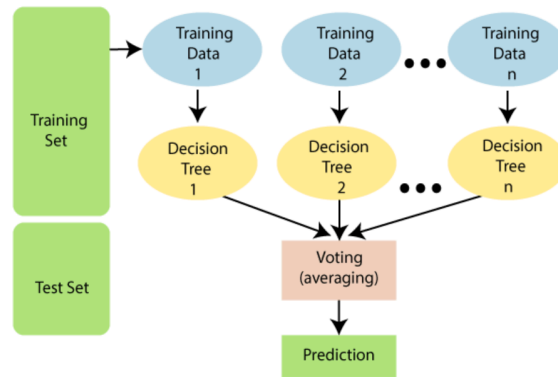 Training
Set
Test Set
Training
Data
1
Training
Data
2
Training
Data
n
Decision
Tree
1
Decision
Tree
2
Decision
Tree
n
Voting
(averaging)
Prediction